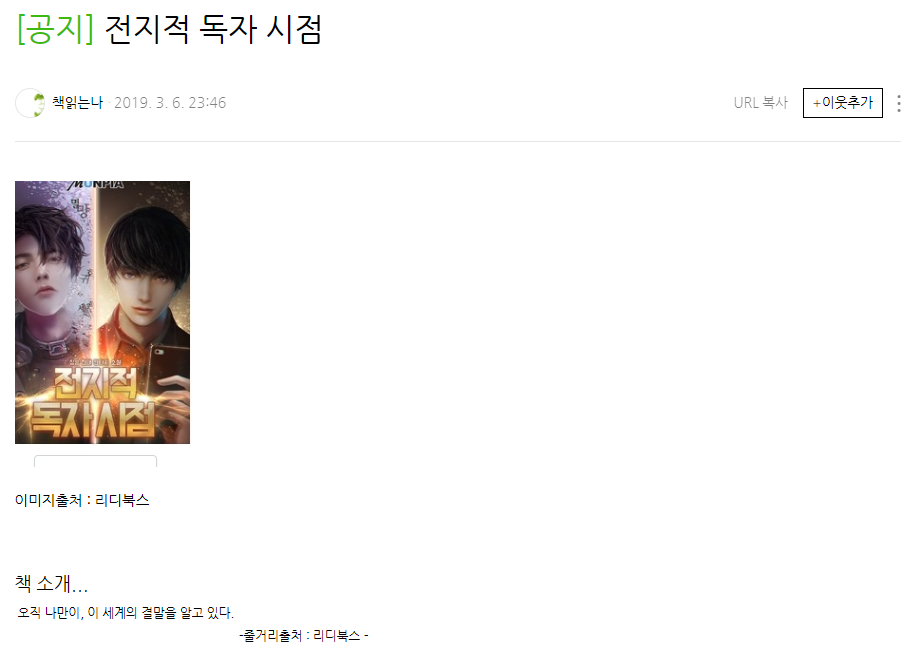 [공지] 전지적 독자 시점
책읽는나 · 2019. 3. 6. 23:46
URL 복사 +이웃추가
MUNPIA
전지적
독자 시점
이미지출처 : 리디북스
책 소개...
오직 나만이, 이 세계의 결말을 알고 있다.
-줄거리출처 : 리디북스 -